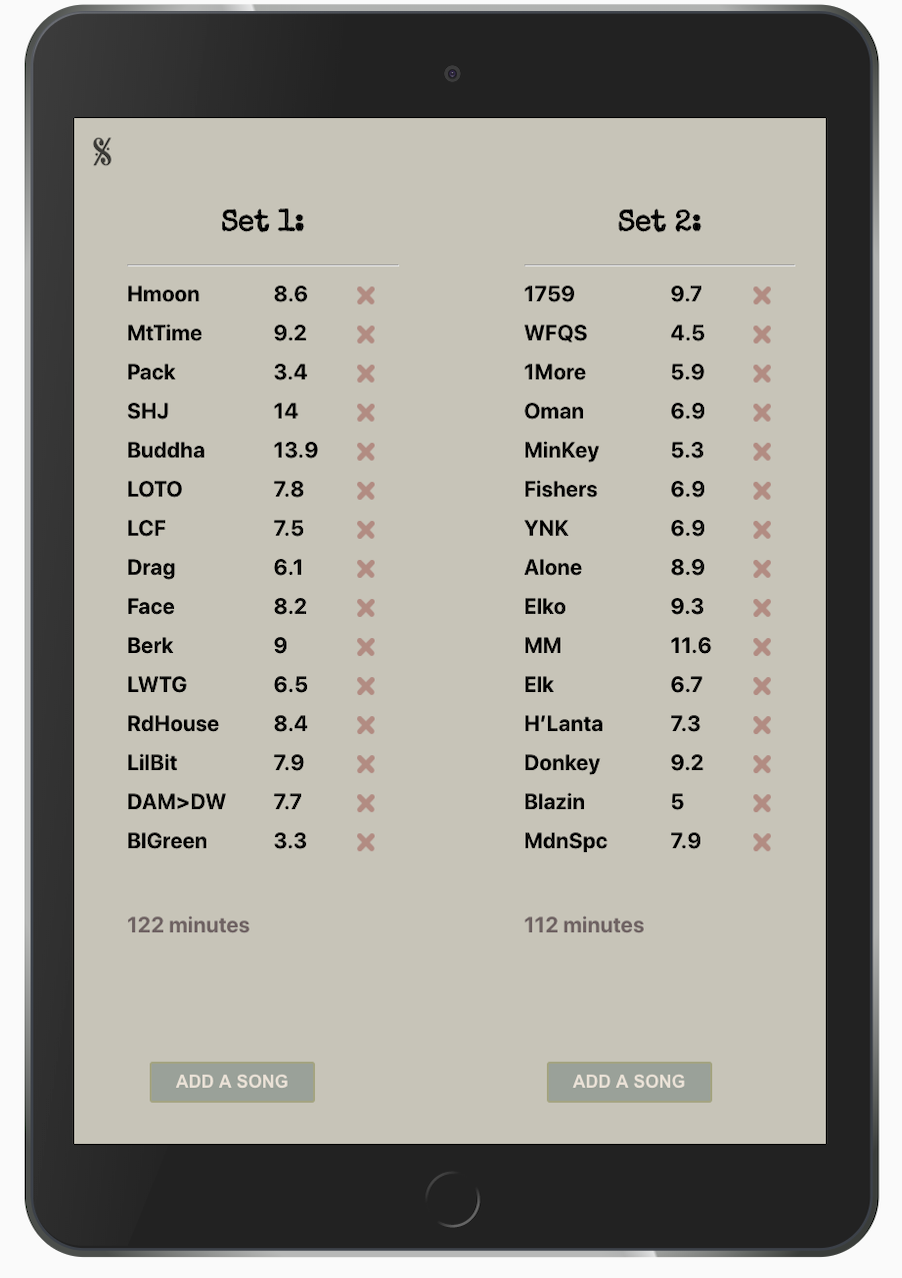 Set 1:
Hmoon 8.6
MtTime 9.2
Pack 3.4
SHJ 14
Buddha 13.9
LOTO 7.8
LCF 7.5
Drag 6.1
Face 8.2
Berk 9
LWTG 6.5
RdHouse 8.4
LilBit 7.9
DAM>DW 7.7
BlGreen 3.3
122 minutes
ADD A SONG
Set 2:
1759 9.7
WFQS 4.5
1More 5.9
Oman 6.9
MinKey 5.3
Fishers 6.9
YNK 6.9
Alone 8.9
Elko 9.3
MM 11.6
Elk 6.7
H’Lanta 7.3
Donkey 9.2
Blazin 5
MdnSpc 7.9
112 minutes
ADD A SONG